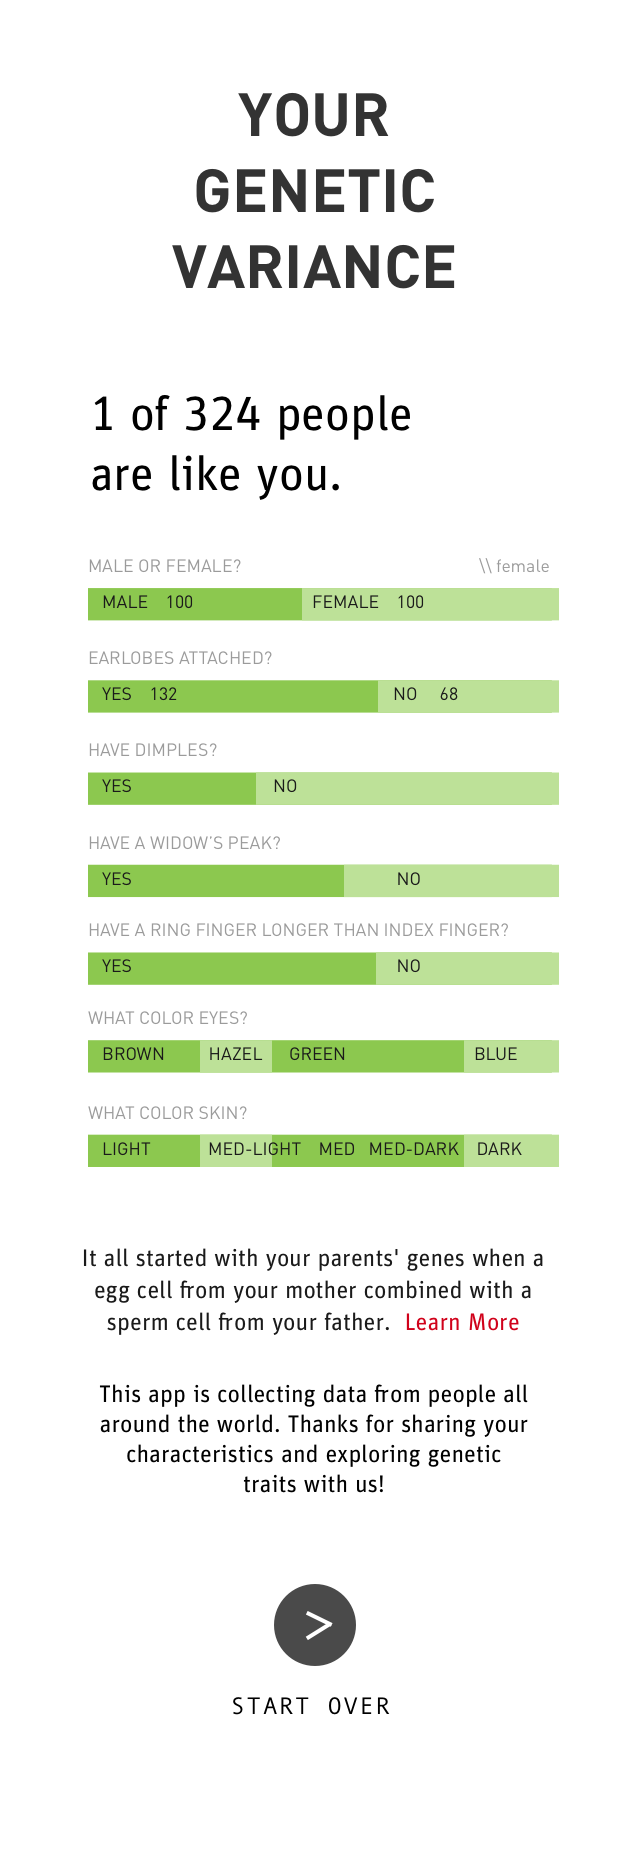 YOUR
GENETIC
VARIANCE
1 of 324 people
are like you.
MALE OR FEMALE? \\ female
MALE 100 FEMALE 100
EARLOBES ATTACHED?
YES 132 NO 68
HAVE DIMPLES?
YES NO
HAVE A WIDOW'S PEAK?
YES NO
HAVE A RING FINGER LONGER THAN INDEX FINGER?
YES NO
WHAT COLOR EYES?
BROWN HAZEL GREEN BLUE
WHAT COLOR SKIN?
LIGHT MED-LIGHT MED MED-DARK DARK
It all started with your parents' genes when a
egg cell from your mother combined with a
sperm cell from your father. Learn More
This app is collecting data from people all
around the world. Thanks for sharing your
characteristics and exploring genetic
traits with us!
>
START OVER